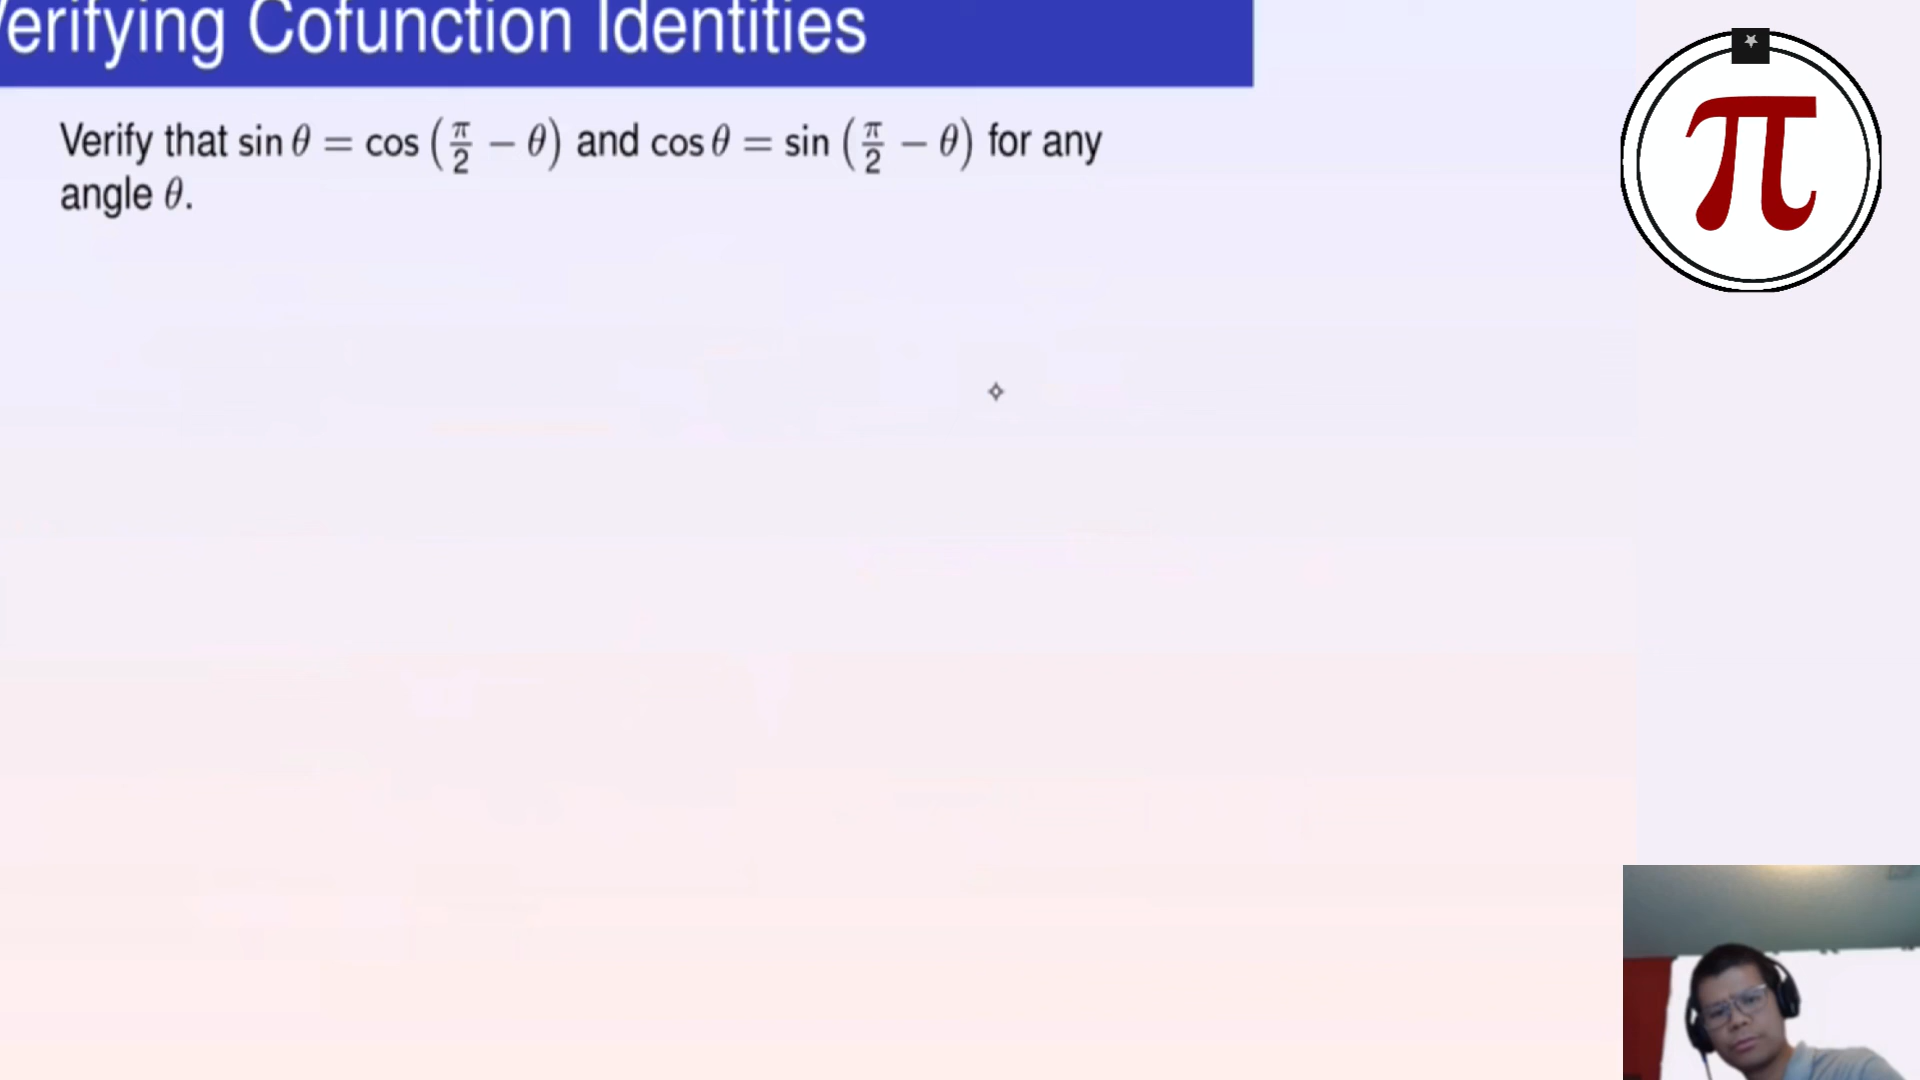 erifying Cofunction Identities
Verify that sin θ = cos (π/2 − θ) and cos θ = sin (π/2 − θ) for any
angle θ.
π